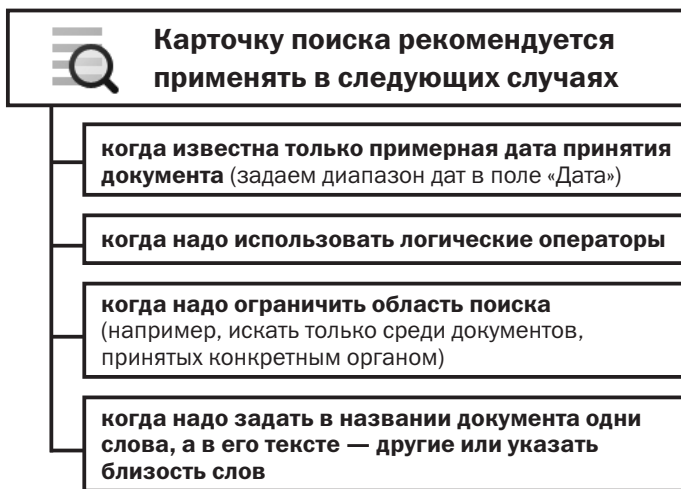 Карточку поиска рекомендуется
применять в следующих случаях
когда известна только примерная дата принятия
документа (задаем диапазон дат в поле «Дата»)
когда надо использовать логические операторы
когда надо ограничить область поиска
(например, искать только среди документов,
принятых конкретным органом)
когда надо задать в названии документа одни
слова, а в его тексте — другие или указать
близость слов